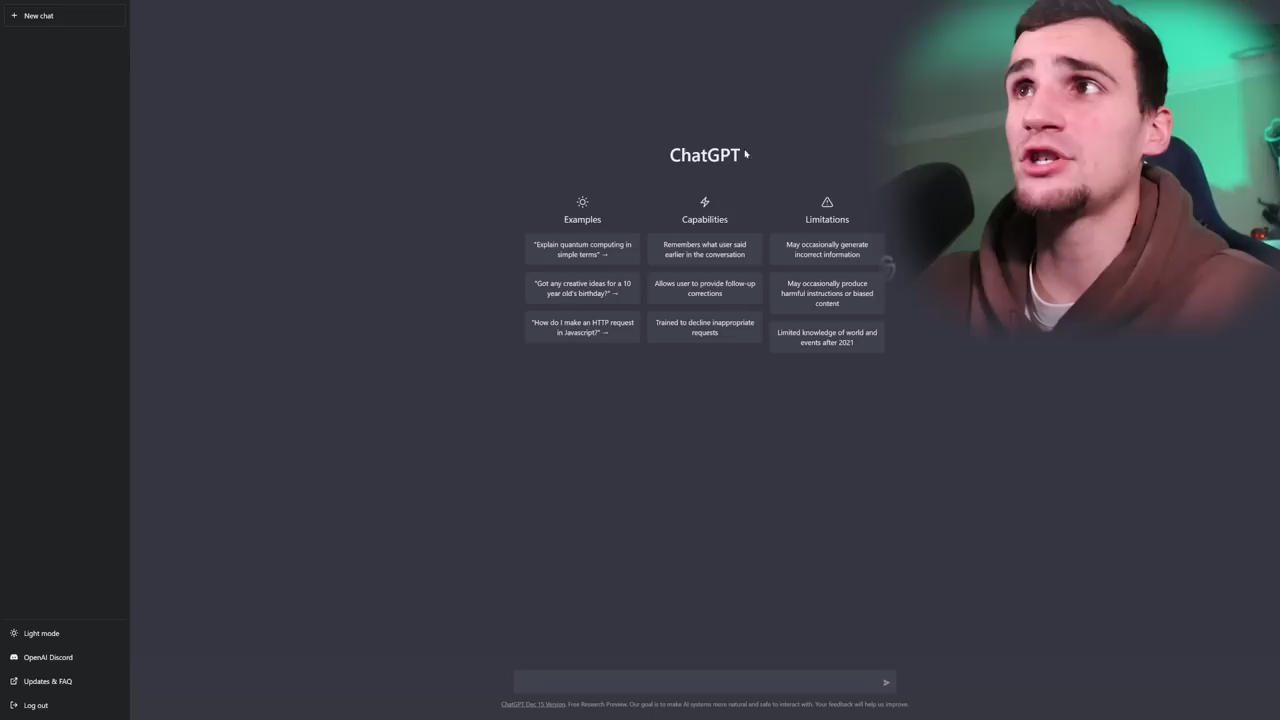 New chat
ChatGPT
Examples
"Explain quantum computing in
simple terms" →
"Got any creative ideas for a 10
year old's birthday?" →
"How do I make an HTTP request
in Javascript?" →
Capabilities
Remembers what user said
earlier in the conversation
Allows user to provide follow-up
corrections
Trained to decline inappropriate
requests
Limitations
May occasionally generate
incorrect information
May occasionally produce
harmful instructions or biased
content
Limited knowledge of world and
events after 2021
Light mode
OpenAI Discord
Updates & FAQ
Log out
ChatGPT Dec 15 Version. Free Research Preview. Our goal is to make AI systems more natural and safe to interact with. Your feedback will help us improve.